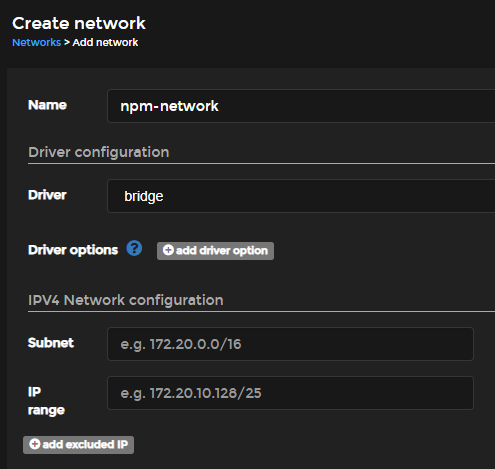 Create network
Networks > Add network
Name npm-network
Driver configuration
Driver bridge
Driver options ? add driver option
IPV4 Network configuration
Subnet e.g. 172.20.0.0/16
IP range e.g. 172.20.10.128/25
add excluded IP